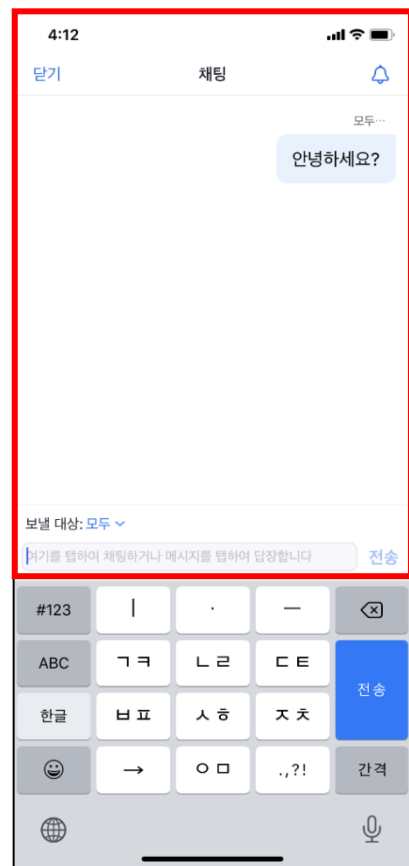 4:12
닫기 채팅
모두…
안녕하세요?
보낼 대상: 모두
여기를 탭하여 채팅하거나 메시지를 탭하여 답장합니다 전송
#123 ㅣ · ㅡ
ABC ㄱㅋ ㄴㄹ ㄷㅌ 전송
한글 ㅂㅍ ㅅㅎ ㅈㅊ
→ ㅇㅁ .,?! 간격